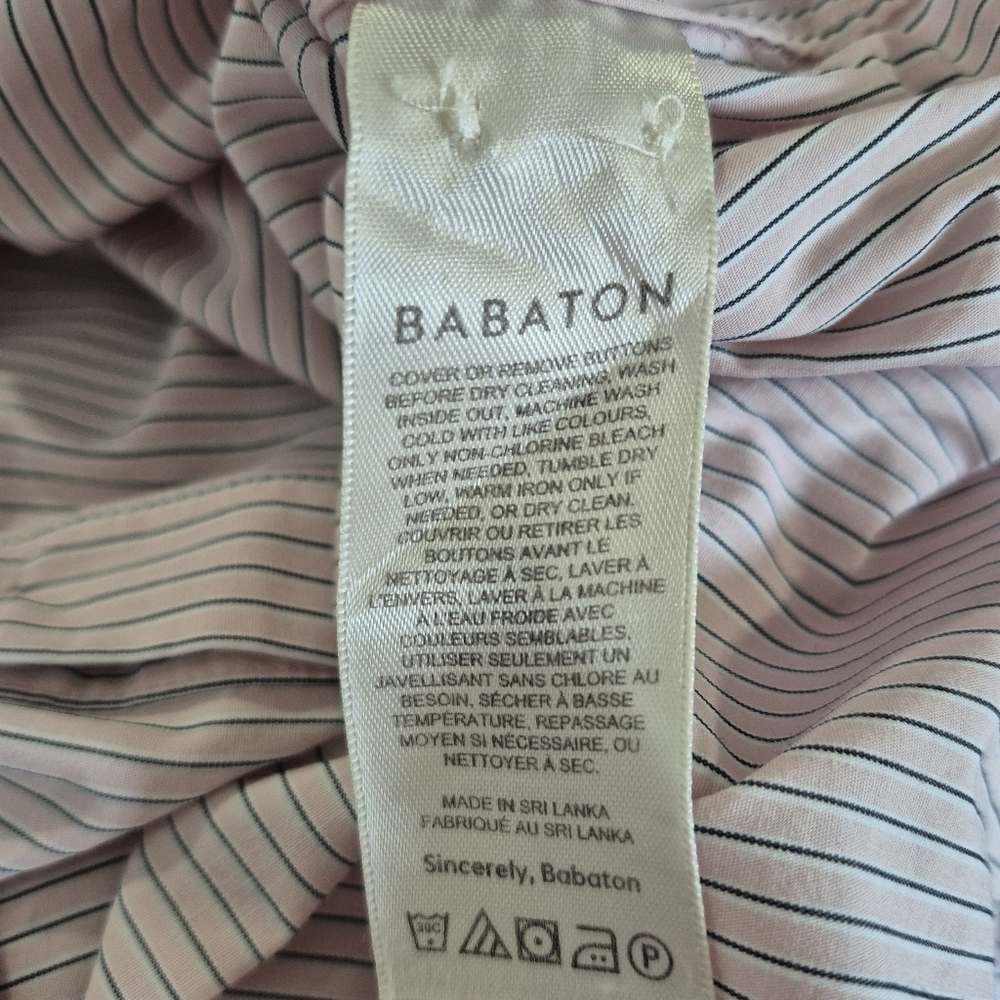 BABATON
COVER OR REMOVE BUTTONS
BEFORE DRY CLEANING, WASH
INSIDE OUT, MACHINE WASH
COLD WITH LIKE COLOURS,
ONLY NON-CHLORINE BLEACH
WHEN NEEDED, TUMBLE DRY
LOW, WARM IRON ONLY IF
NEEDED, OR DRY CLEAN.
COUVRIR OU RETIRER LES
BOUTONS AVANT LE
NETTOYAGE À SEC, LAVER À
L'ENVERS, LAVER À LA MACHINE
À L'EAU FROIDE AVEC
COULEURS SEMBLABLES,
UTILISER SEULEMENT UN
JAVELLISANT SANS CHLORE AU
BESOIN, SÉCHER À BASSE
TEMPÉRATURE, REPASSAGE
MOYEN SI NÉCESSAIRE, OU
NETTOYER À SEC.
MADE IN SRI LANKA
FABRIQUÉ AU SRI LANKA
Sincerely, Babaton
30C P